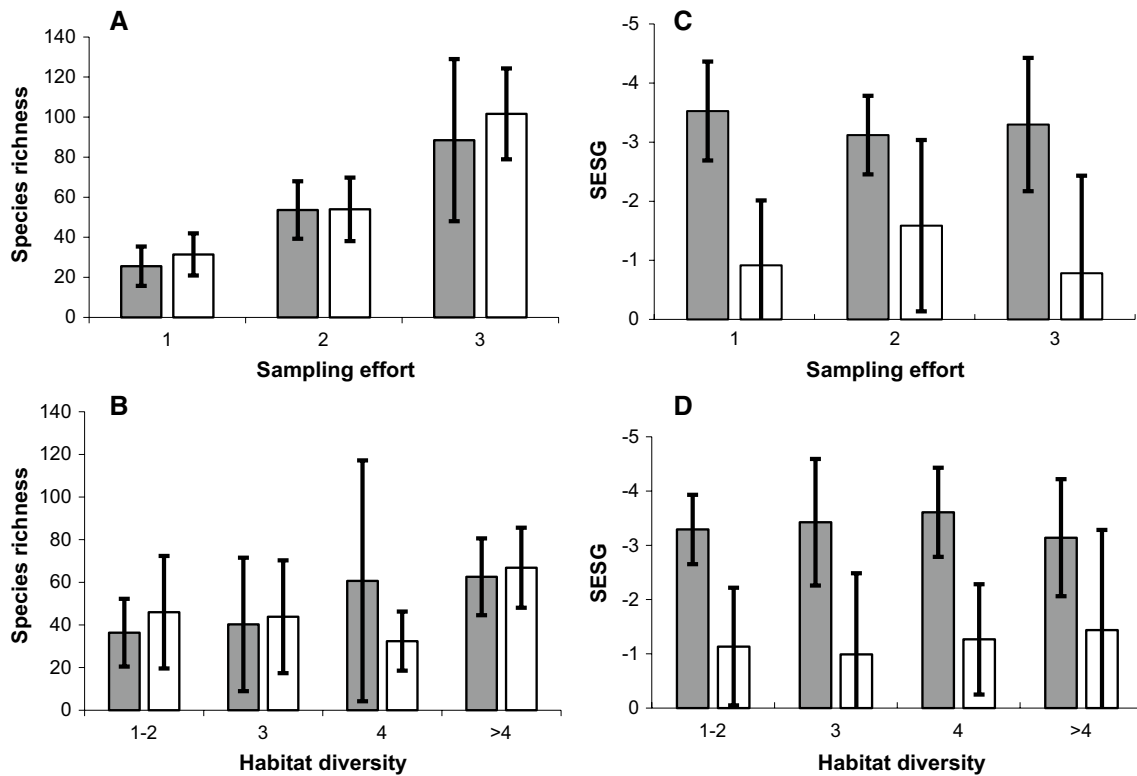 A
Species richness
140
120
100
80
60
40
20
0
1 2 3
Sampling effort
C
SESG
-5
-4
-3
-2
-1
-0
1 2 3
Sampling effort
B
Species richness
140
120
100
80
60
40
20
0
1-2 3 4 >4
Habitat diversity
D
SESG
-5
-4
-3
-2
-1
-0
1-2 3 4 >4
Habitat diversity